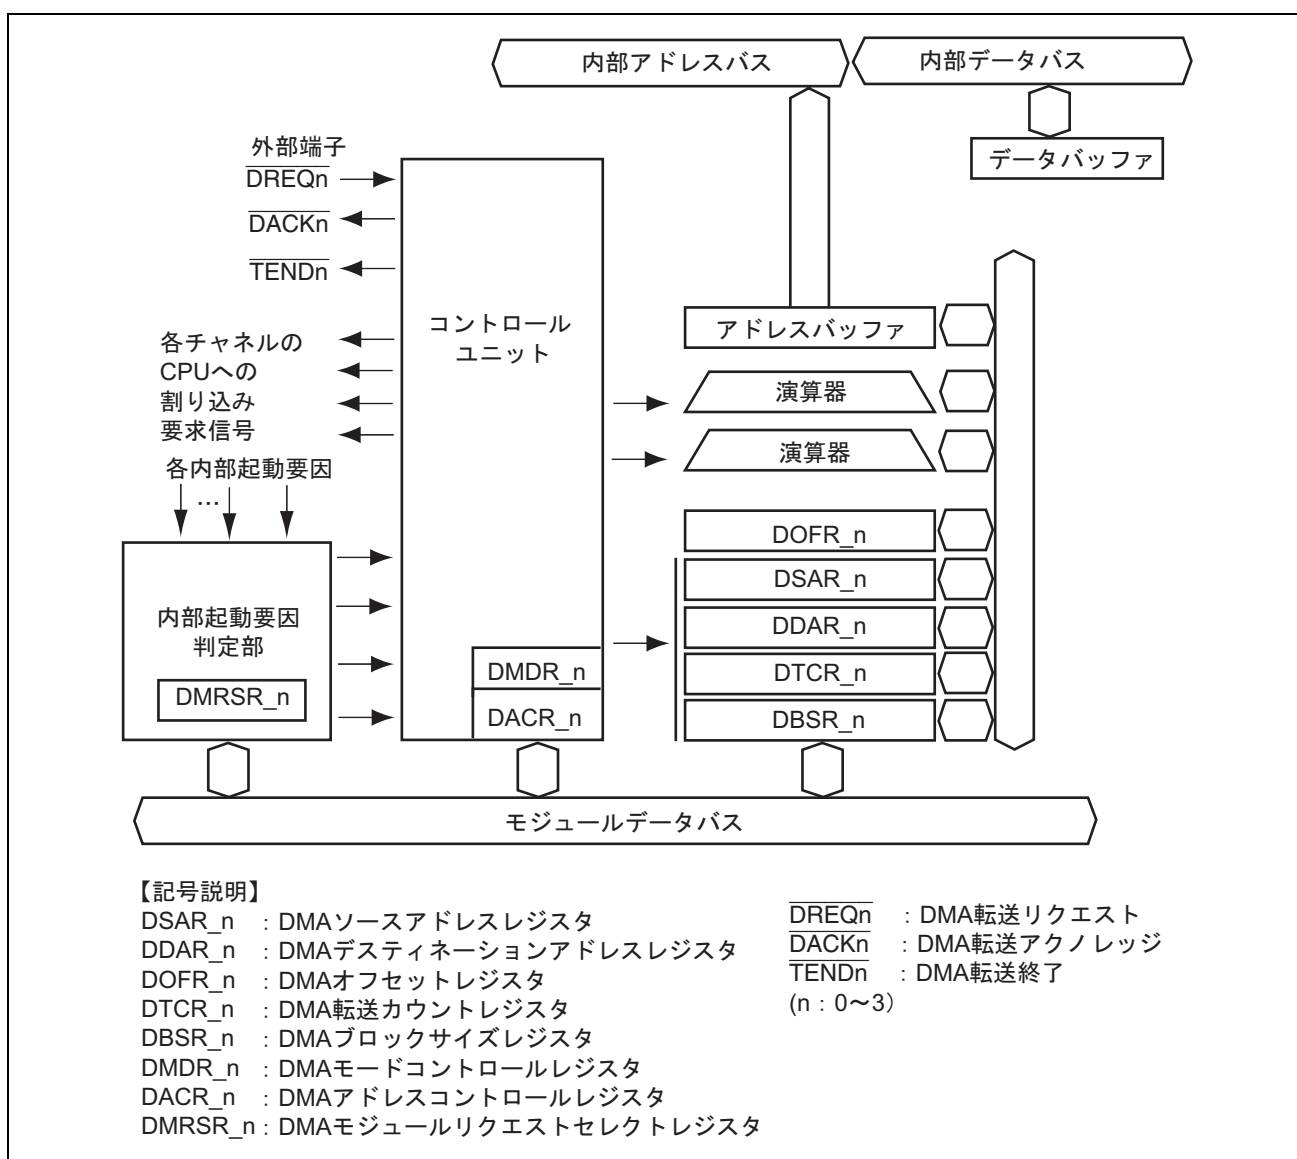 内部アドレスバス
内部データバス
データバッファ
外部端子
DREQn
DACKn
TENDn
コントロール
ユニット
各チャネルの
CPUへの
割り込み
要求信号
各内部起動要因
…
アドレスバッファ
演算器
演算器
DOFR_n
DSAR_n
DDAR_n
DTCR_n
DBSR_n
内部起動要因
判定部
DMRSR_n
DMDR_n
DACR_n
モジュールデータバス
【記号説明】
DSAR_n : DMAソースアドレスレジスタ
DDAR_n : DMAデスティネーションアドレスレジスタ
DOFR_n : DMAオフセットレジスタ
DTCR_n : DMA転送カウントレジスタ
DBSR_n : DMAブロックサイズレジスタ
DMDR_n : DMAモードコントロールレジスタ
DACR_n : DMAアドレスコントロールレジスタ
DMRSR_n : DMAモジュールリクエストセレクトレジスタ
DREQn : DMA転送リクエスト
DACKn : DMA転送アクノレッジ
TENDn : DMA転送終了
(n : 0〜3)